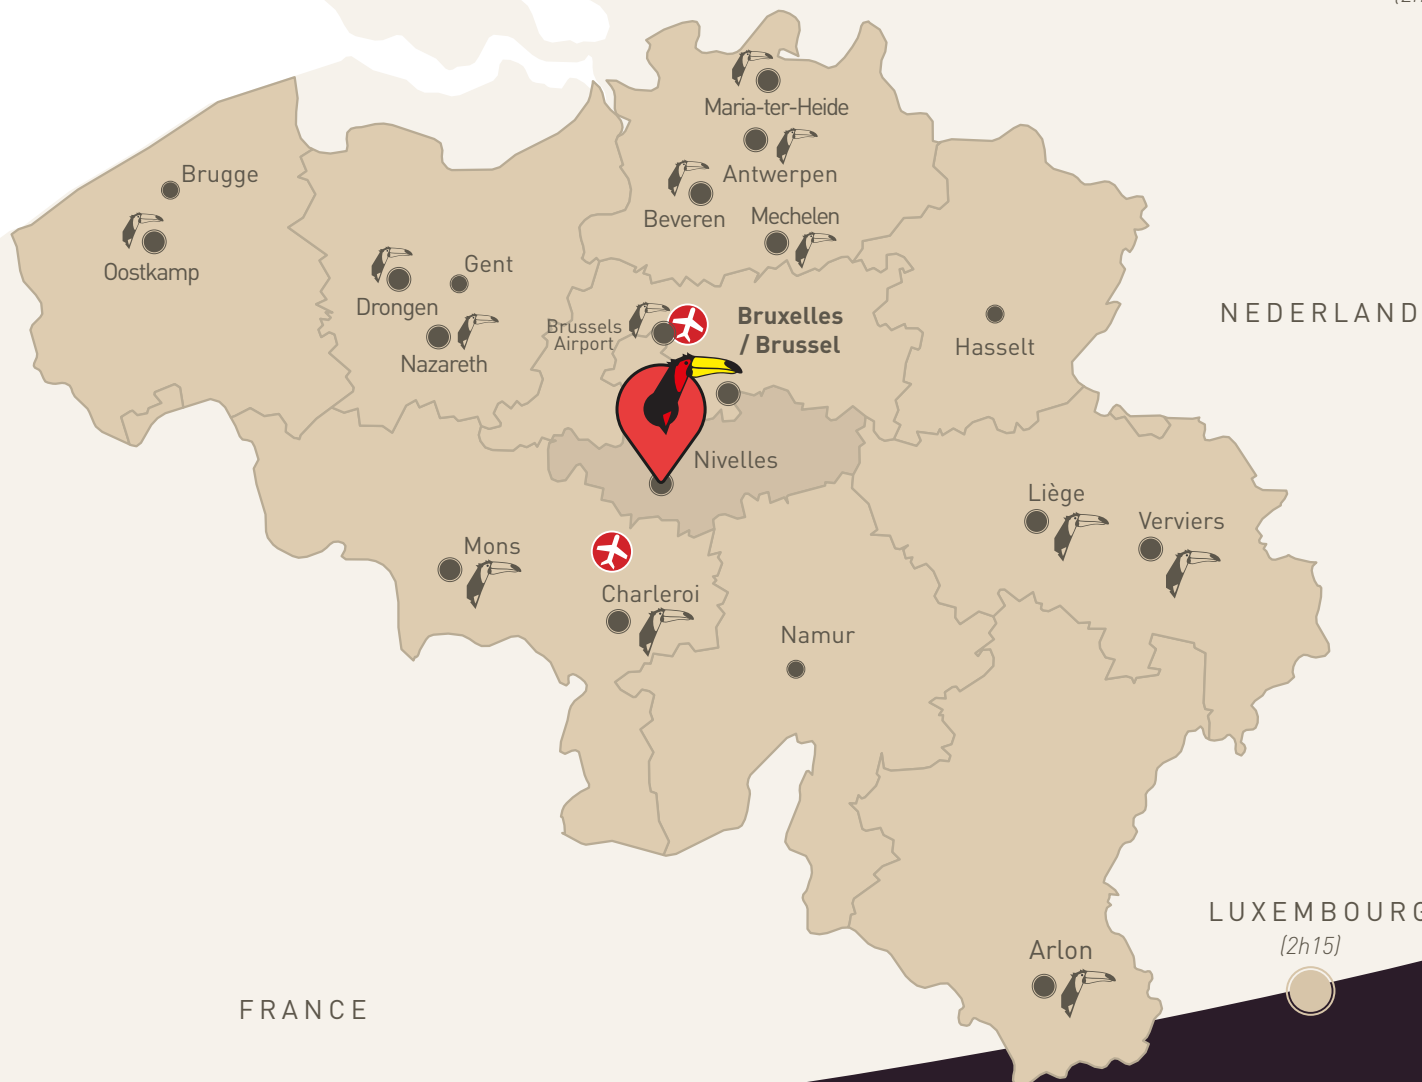 Maria-ter-Heide
Antwerpen
Brugge
Beveren
Mechelen
Oostkamp
Gent
Drongen
Brussels
Airport
Bruxelles
/ Brussel
NEDERLAND
Nazareth
Hasselt
Nivelles
Liège
Verviers
Mons
Charleroi
Namur
LUXEMBOURG
(2h15)
Arlon
FRANCE